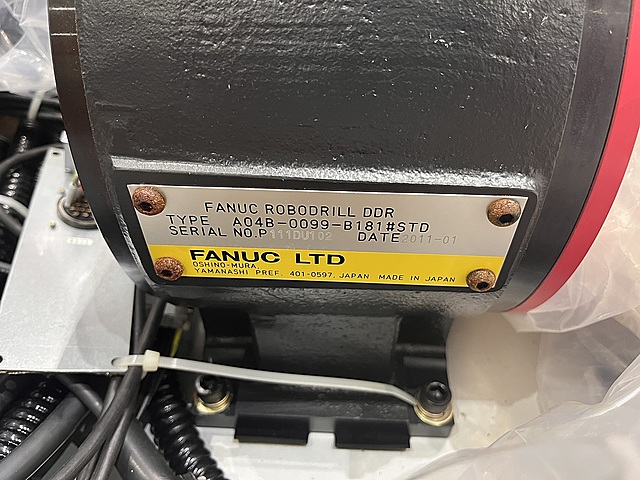 FANUC ROBODRILL DDR
TYPE A04B-0099-B181#STD
SERIAL NO.P111DU102 DATE 2011-01
FANUC LTD
OSHINO-MURA,
YAMANASHI PREF. 401-0597, JAPAN MADE IN JAPAN